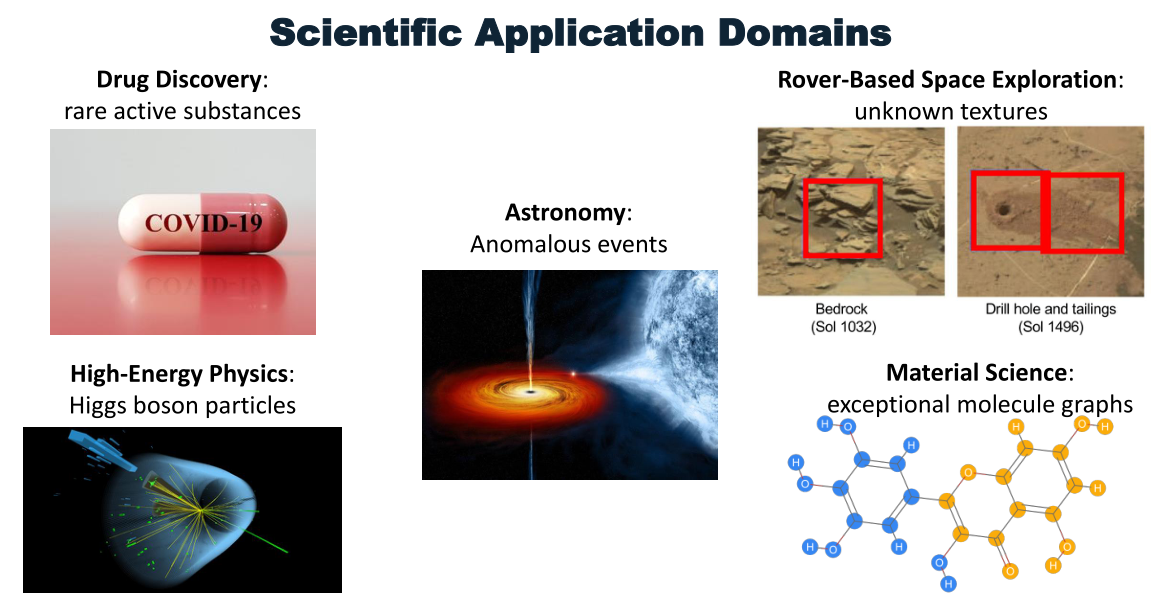 Scientific Application Domains
Drug Discovery:
rare active substances
COVID-19
High-Energy Physics:
Higgs boson particles
Astronomy:
Anomalous events
Rover-Based Space Exploration:
unknown textures
Bedrock
(Sol 1032)
Drill hole and tailings
(Sol 1496)
Material Science:
exceptional molecule graphs
H O
H
H
O
H O
H
O
H
O
H
O H
H
O
H
O